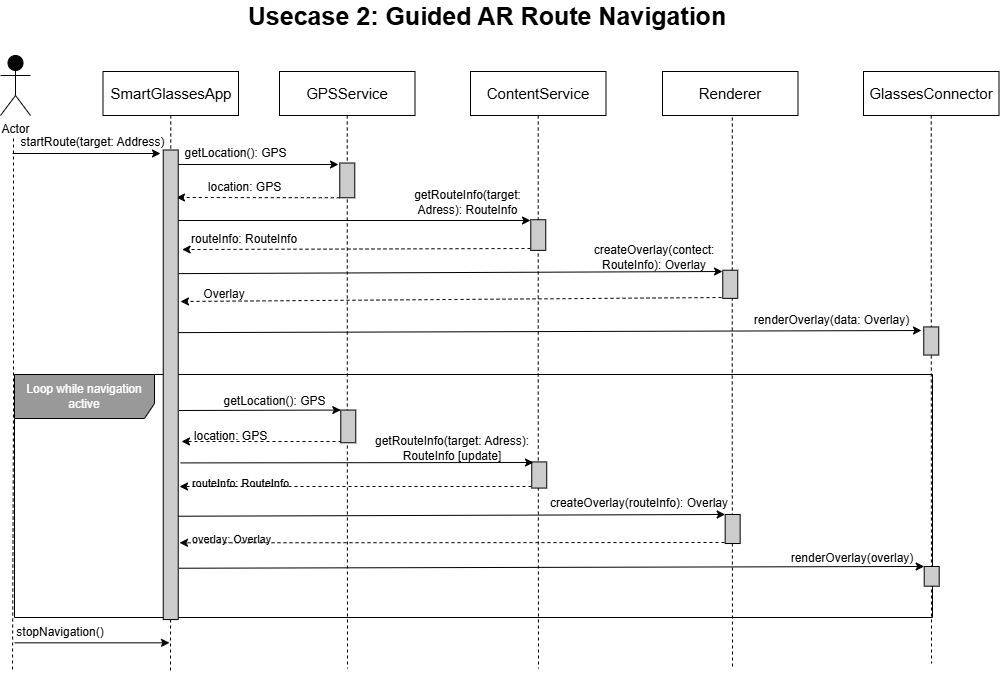 Usecase 2: Guided AR Route Navigation
SmartGlassesApp
GPSService
ContentService
Renderer
GlassesConnector
Actor
startRoute(target: Address)
getLocation(): GPS
location: GPS
getRouteInfo(target:
Adress): RouteInfo
routeInfo: RouteInfo
createOverlay(contect:
RouteInfo): Overlay
Overlay
renderOverlay(data: Overlay)
Loop while navigation
active
getLocation(): GPS
location: GPS
getRouteInfo(target: Adress):
RouteInfo [update]
routeInfo: RouteInfo
createOverlay(routeInfo): Overlay
overlay: Overlay
renderOverlay(overlay)
stopNavigation()